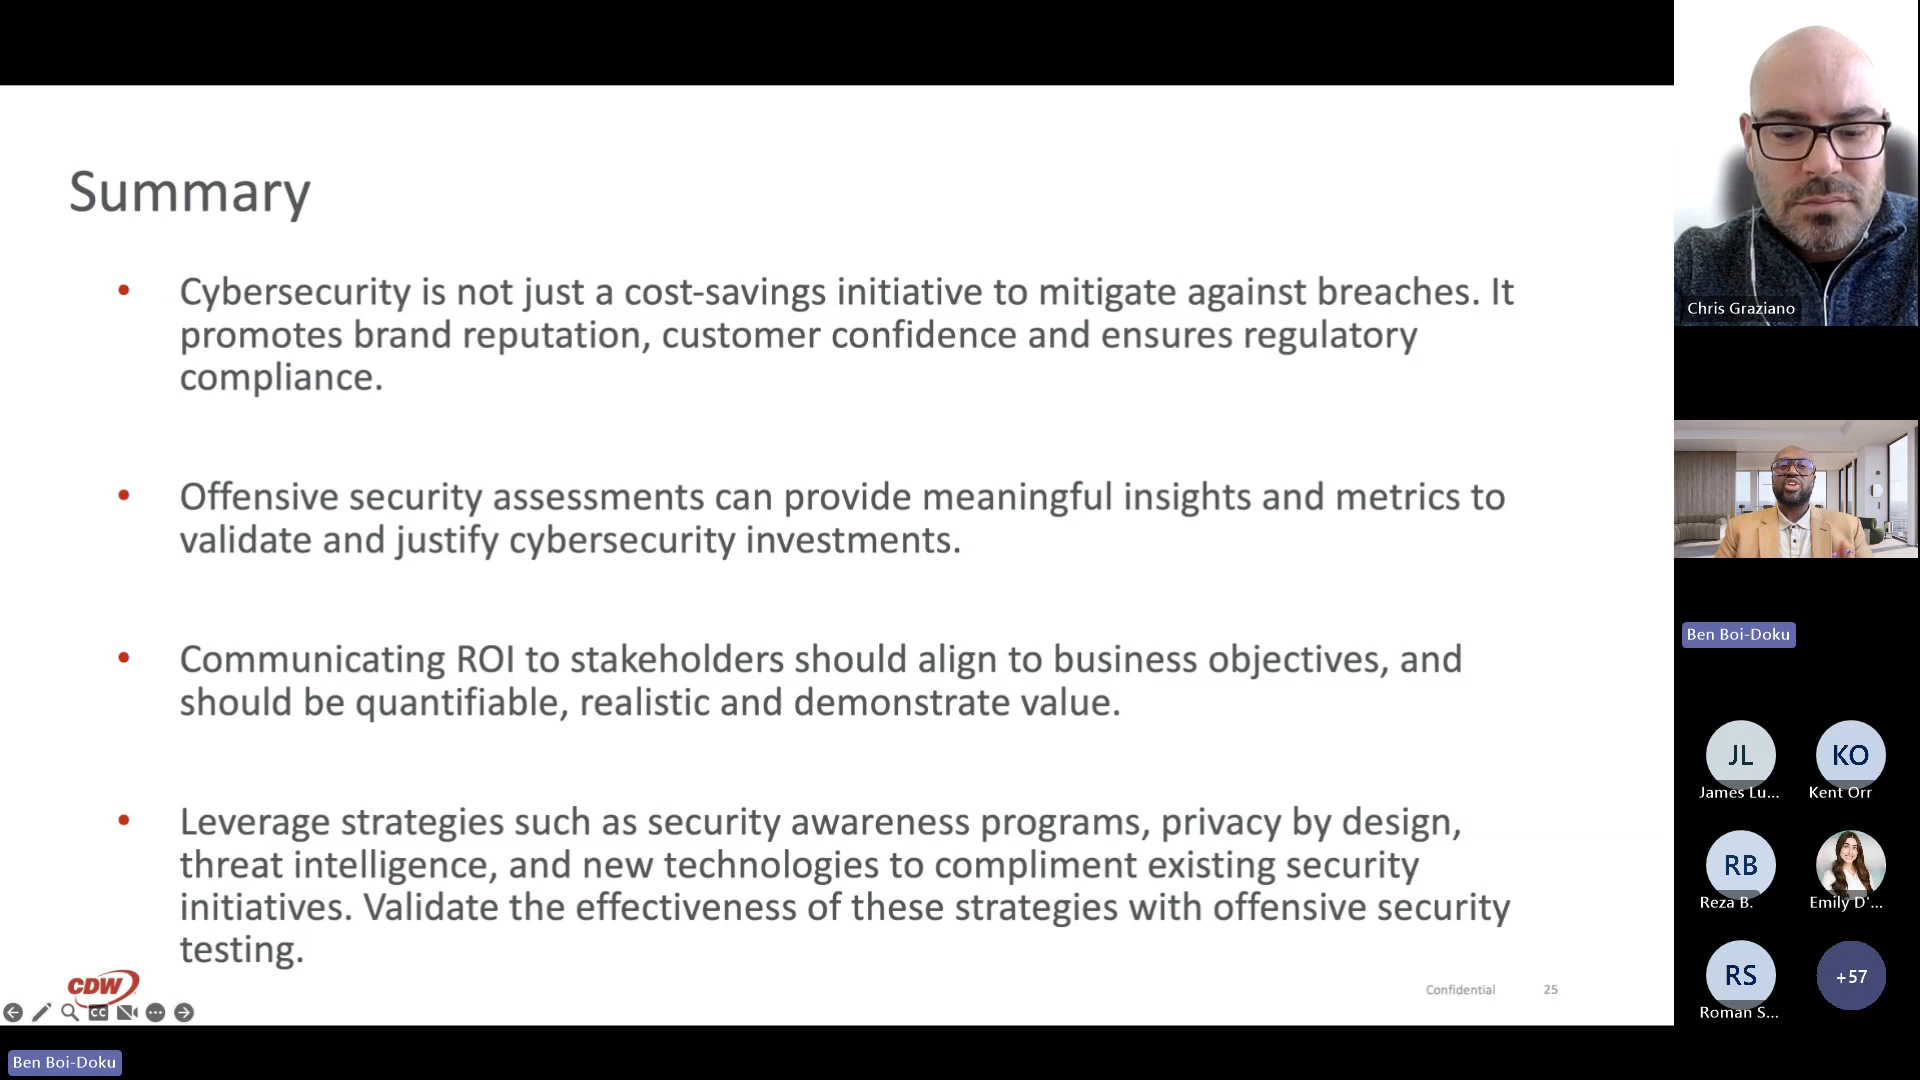 Summary
• Cybersecurity is not just a cost-savings initiative to mitigate against breaches. It
promotes brand reputation, customer confidence and ensures regulatory
compliance.
• Offensive security assessments can provide meaningful insights and metrics to
validate and justify cybersecurity investments.
• Communicating ROI to stakeholders should align to business objectives, and
should be quantifiable, realistic and demonstrate value.
• Leverage strategies such as security awareness programs, privacy by design,
threat intelligence, and new technologies to compliment existing security
initiatives. Validate the effectiveness of these strategies with offensive security
testing.
CDW
Confidential 25
CC
Ben Boi-Doku
Chris Graziano
Ben Boi-Doku
JL KO
James Lu... Kent Orr
RB
Reza B. Emily D'...
RS +57
Roman S...